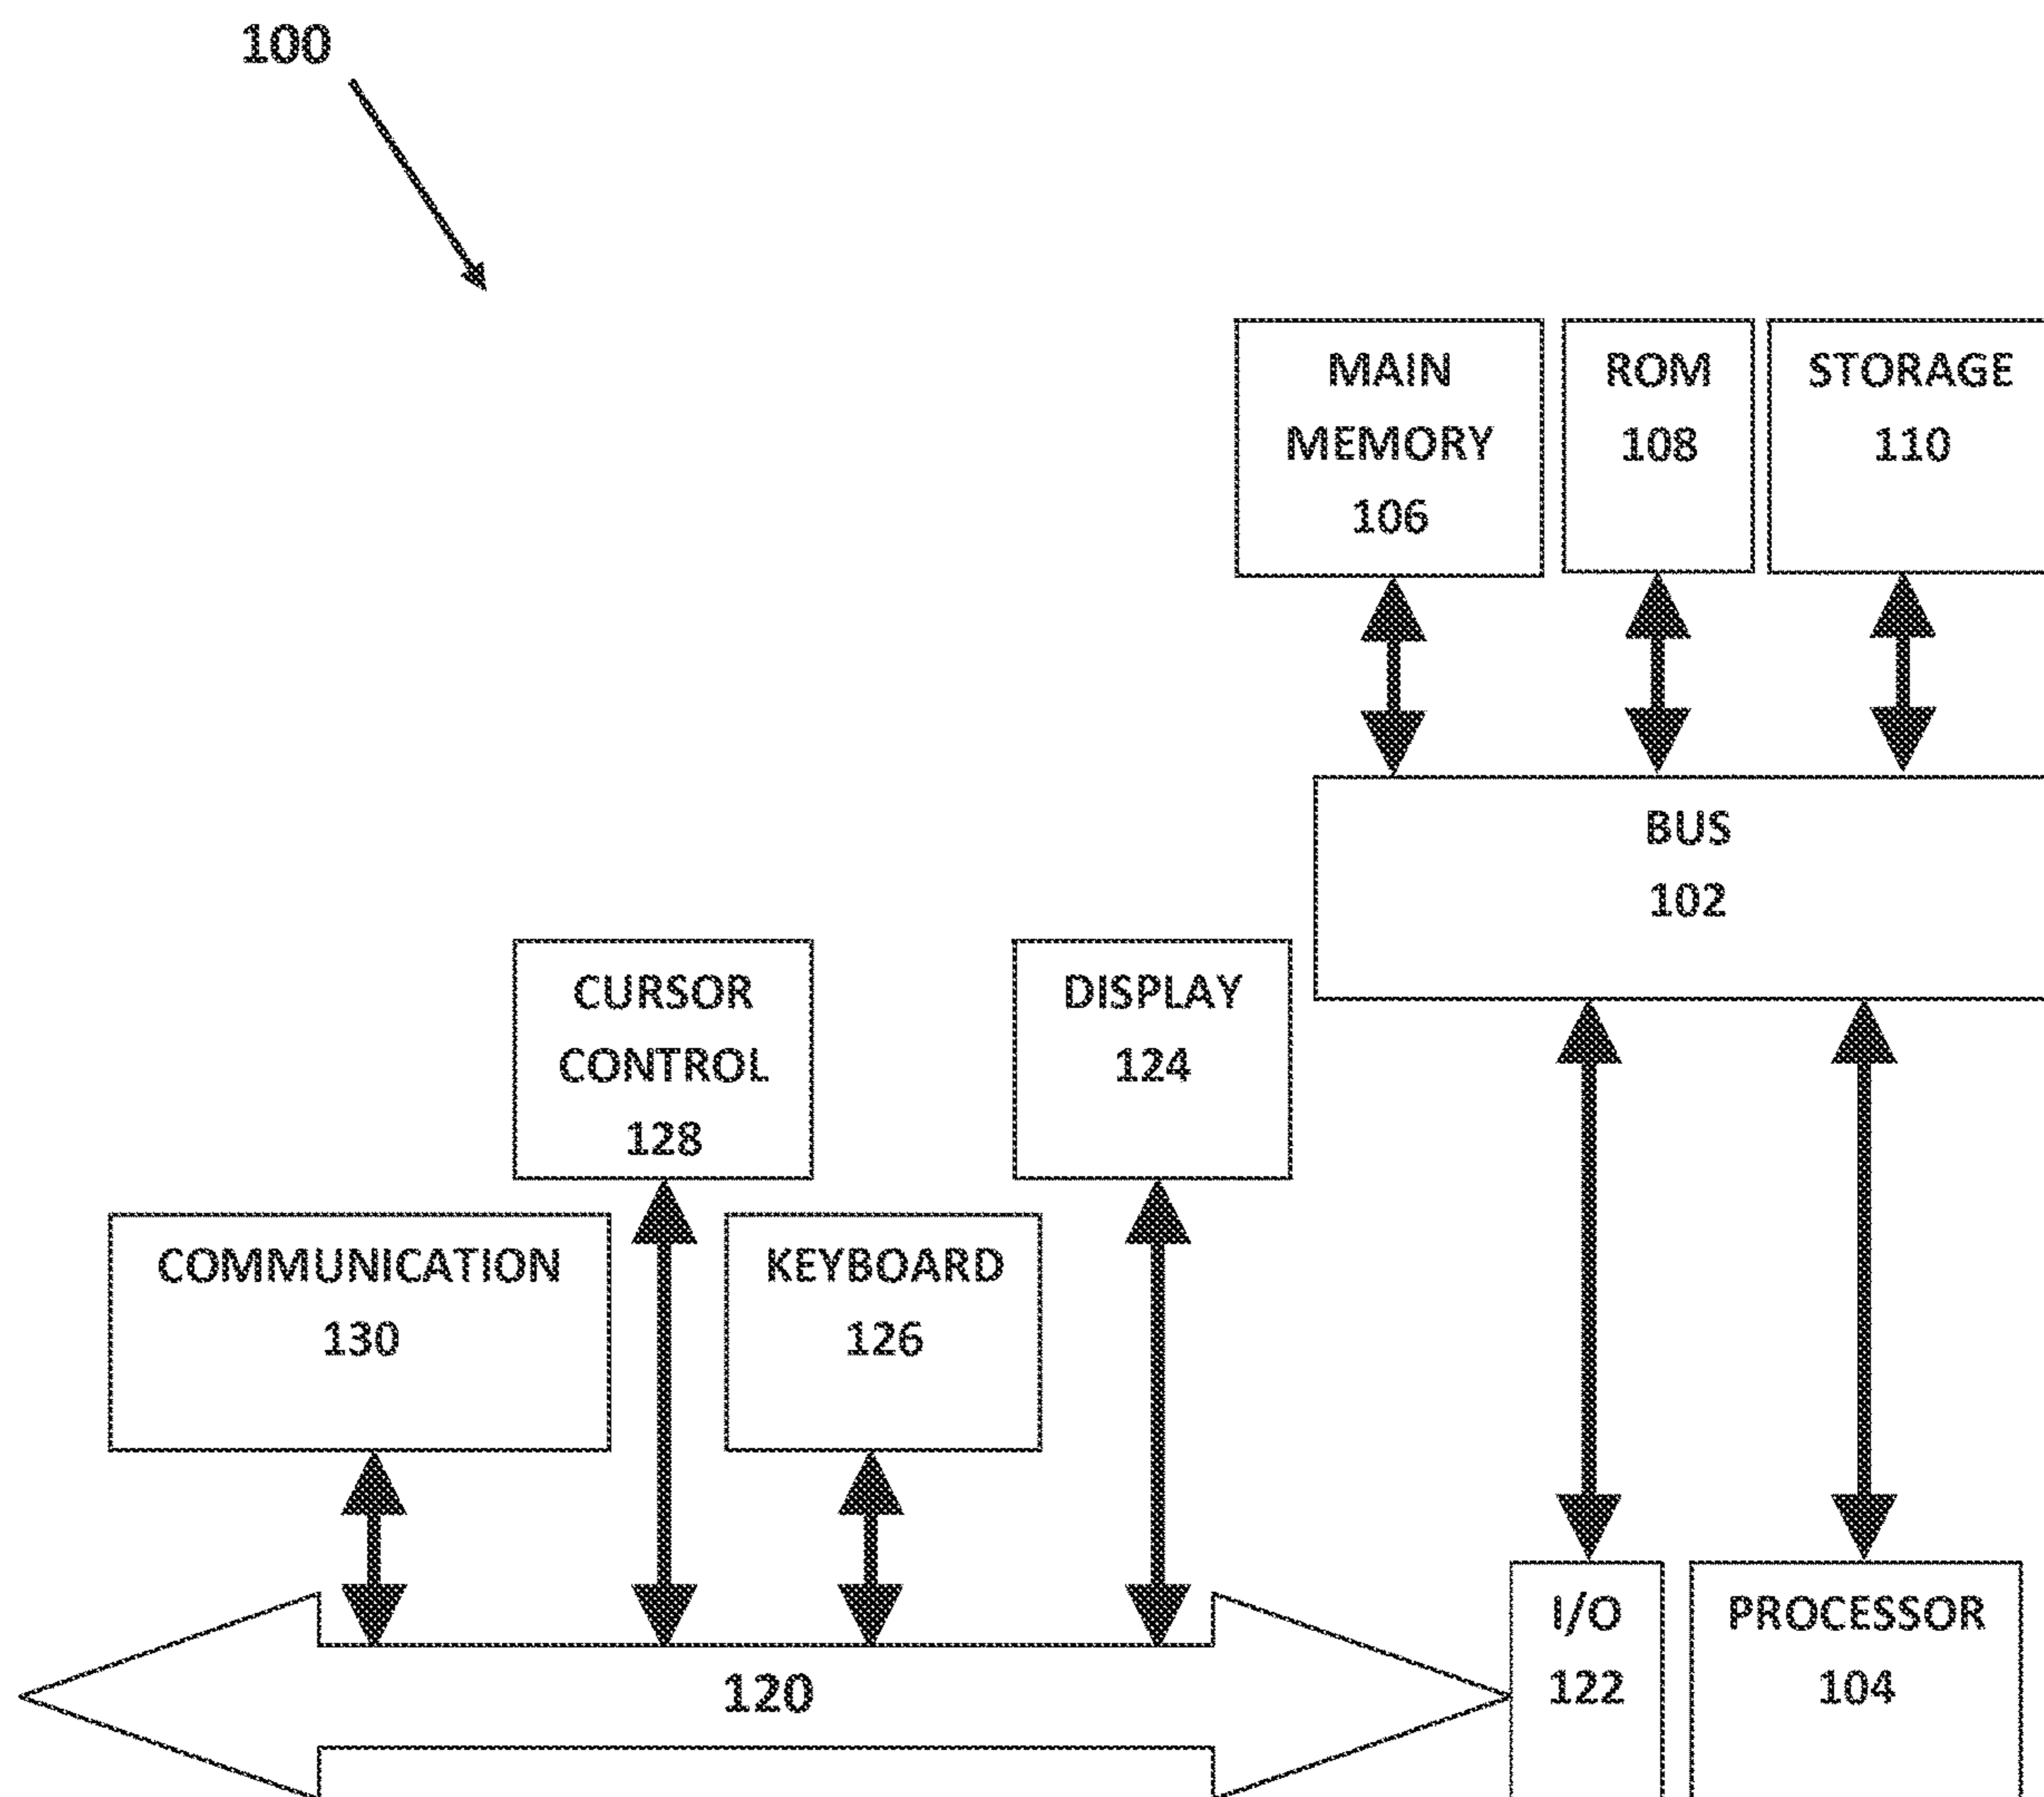 100
MAIN
MEMORY
106
ROM
108
STORAGE
110
BUS
102
CURSOR
CONTROL
128
DISPLAY
124
COMMUNICATION
130
KEYBOARD
126
I/O
122
PROCESSOR
104
120